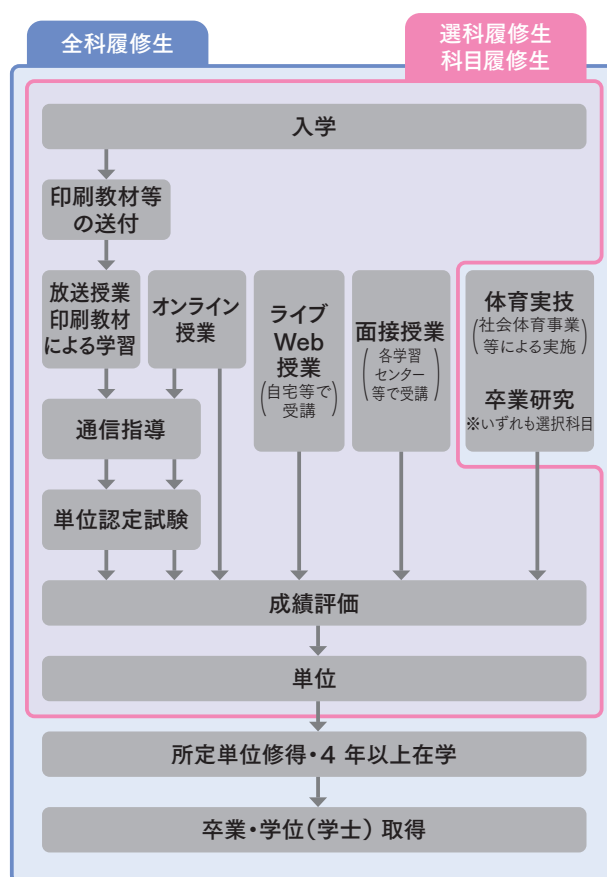 全科履修生
選科履修生
科目履修生
入学
印刷教材等
の送付
放送授業
印刷教材
による学習
オンライン
授業
ライブ
Web
授業
(自宅等で
受講)
面接授業
(各学習
センター
等で受講)
体育実技
(社会体育事業
等による実施)
卒業研究
※いずれも選択科目
通信指導
単位認定試験
成績評価
単位
所定単位修得・4 年以上在学
卒業・学位(学士) 取得